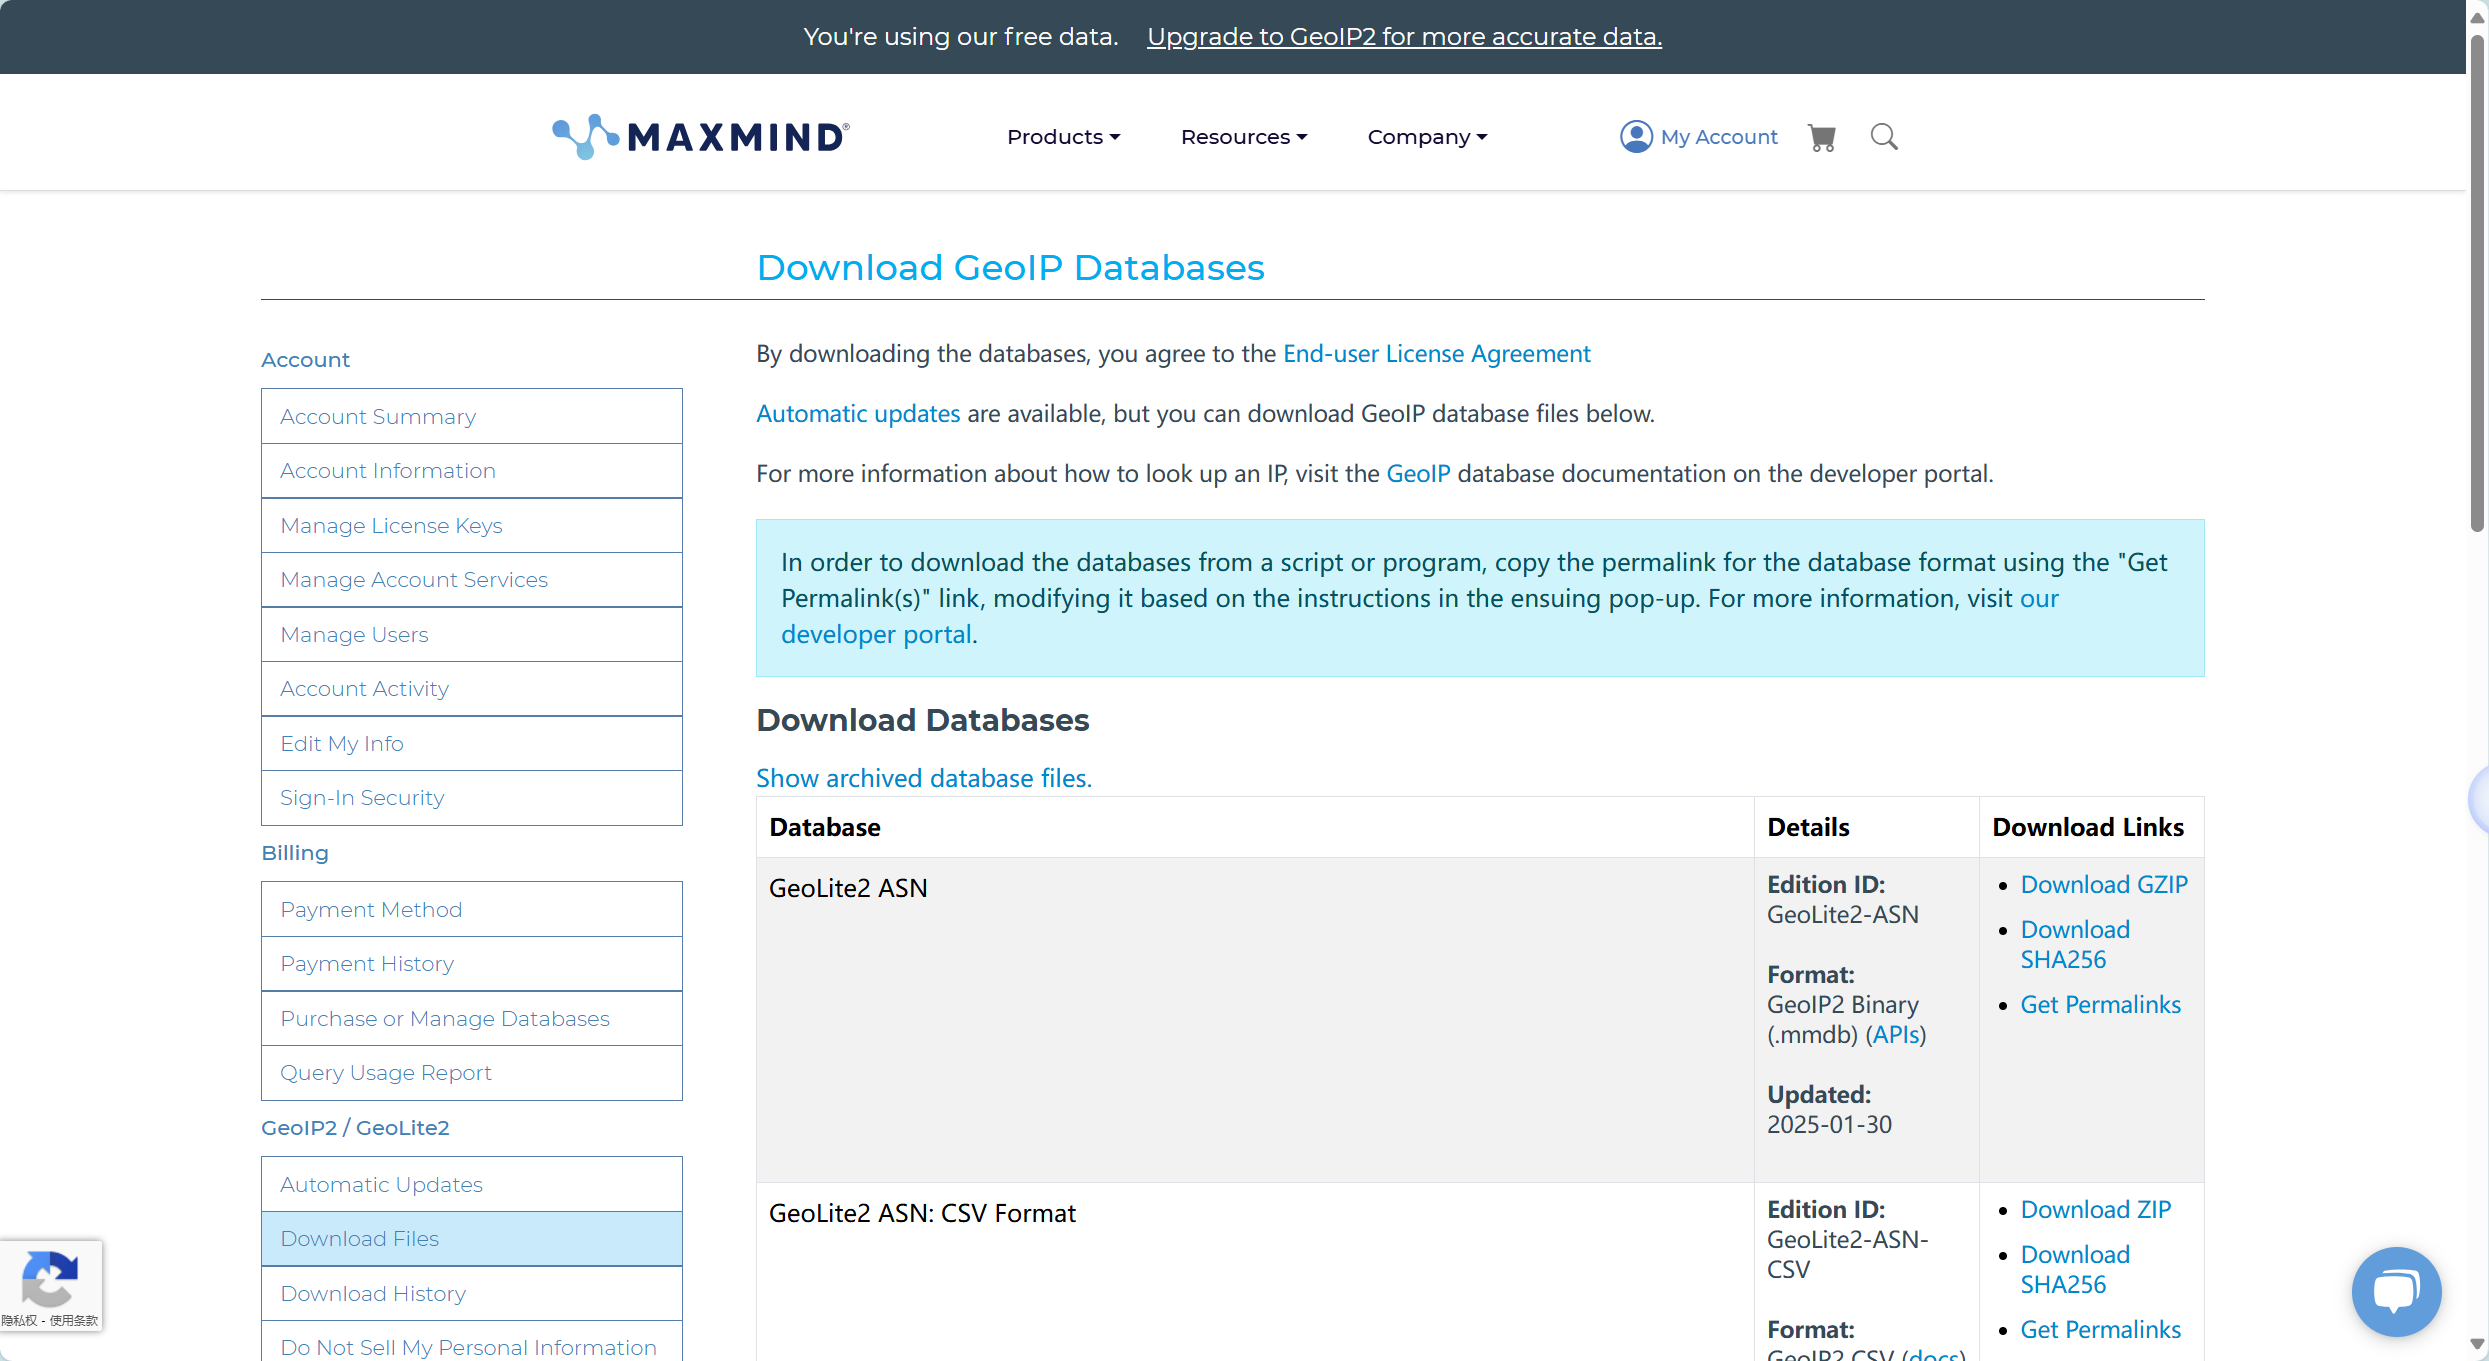 You're using our free data. Upgrade to GeoIP2 for more accurate data.
MAXMIND®
Products
Resources
Company
My Account
Download GeoIP Databases
Account
Account Summary
Account Information
Manage License Keys
Manage Account Services
Manage Users
Account Activity
Edit My Info
Sign-In Security
Billing
Payment Method
Payment History
Purchase or Manage Databases
Query Usage Report
GeoIP2 / GeoLite2
Automatic Updates
Download Files
Download History
Do Not Sell My Personal Information
By downloading the databases, you agree to the End-user License Agreement
Automatic updates are available, but you can download GeoIP database files below.
For more information about how to look up an IP, visit the GeoIP database documentation on the developer portal.
In order to download the databases from a script or program, copy the permalink for the database format using the "Get
Permalink(s)" link, modifying it based on the instructions in the ensuing pop-up. For more information, visit our
developer portal.
Download Databases
Show archived database files.
Database
Details
Download Links
GeoLite2 ASN
Edition ID:
GeoLite2-ASN
Format:
GeoIP2 Binary
(.mmdb) (APIs)
Updated:
2025-01-30
Download GZIP
Download
SHA256
Get Permalinks
GeoLite2 ASN: CSV Format
Edition ID:
GeoLite2-ASN-
CSV
Format:
GeoIP2 CSV (docs)
Download ZIP
Download
SHA256
Get Permalinks
隐私权 - 使用条款